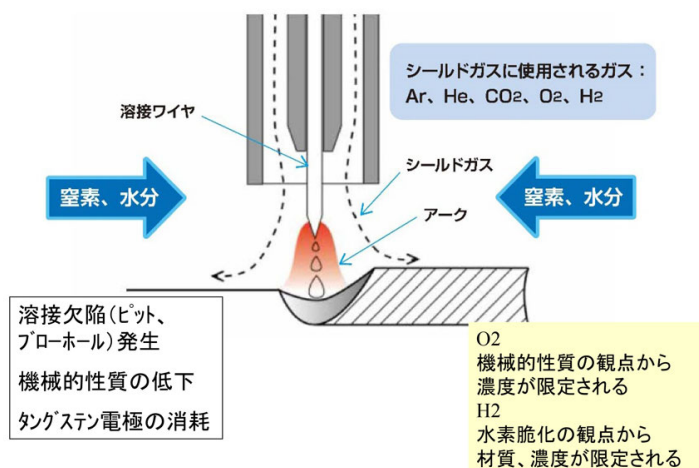 シールドガスに使用されるガス：
Ar、He、CO2、O2、H2
溶接ワイヤ
シールドガス
窒素、水分
窒素、水分
アーク
溶接欠陥(ピット、
ブローホール)発生
機械的性質の低下
タングステン電極の消耗
O2
機械的性質の観点から
濃度が限定される
H2
水素脆化の観点から
材質、濃度が限定される